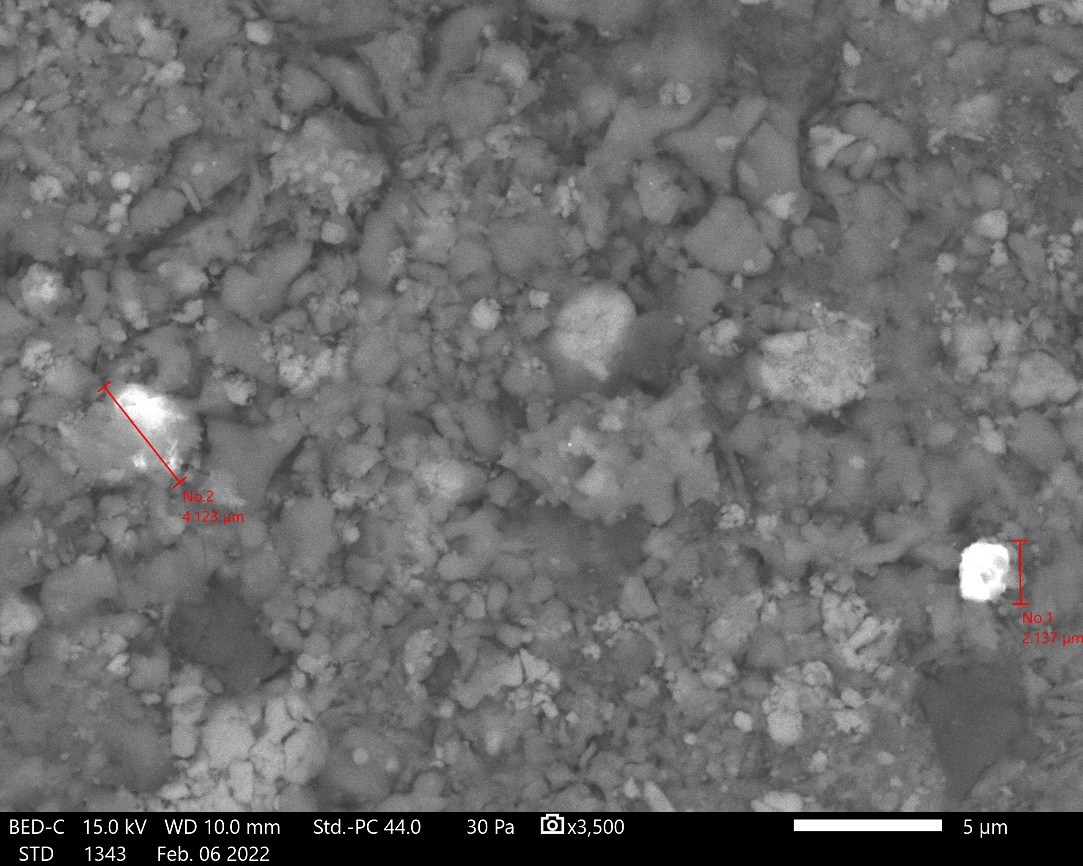 No.2
4.123 µm
No.1
2.137 µm
BED-C 15.0 kV WD 10.0 mm Std.-PC 44.0 30 Pa x3,500 5 µm
STD 1343 Feb. 06 2022